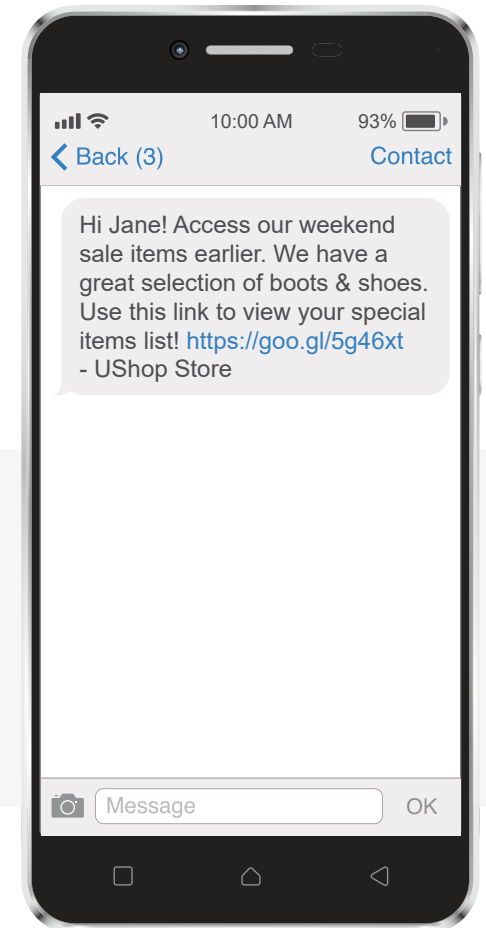 10:00 AM 93%
Back (3) Contact
Hi Jane! Access our weekend
sale items earlier. We have a
great selection of boots & shoes.
Use this link to view your special
items list! https://goo.gl/5g46xt
- UShop Store
Message OK